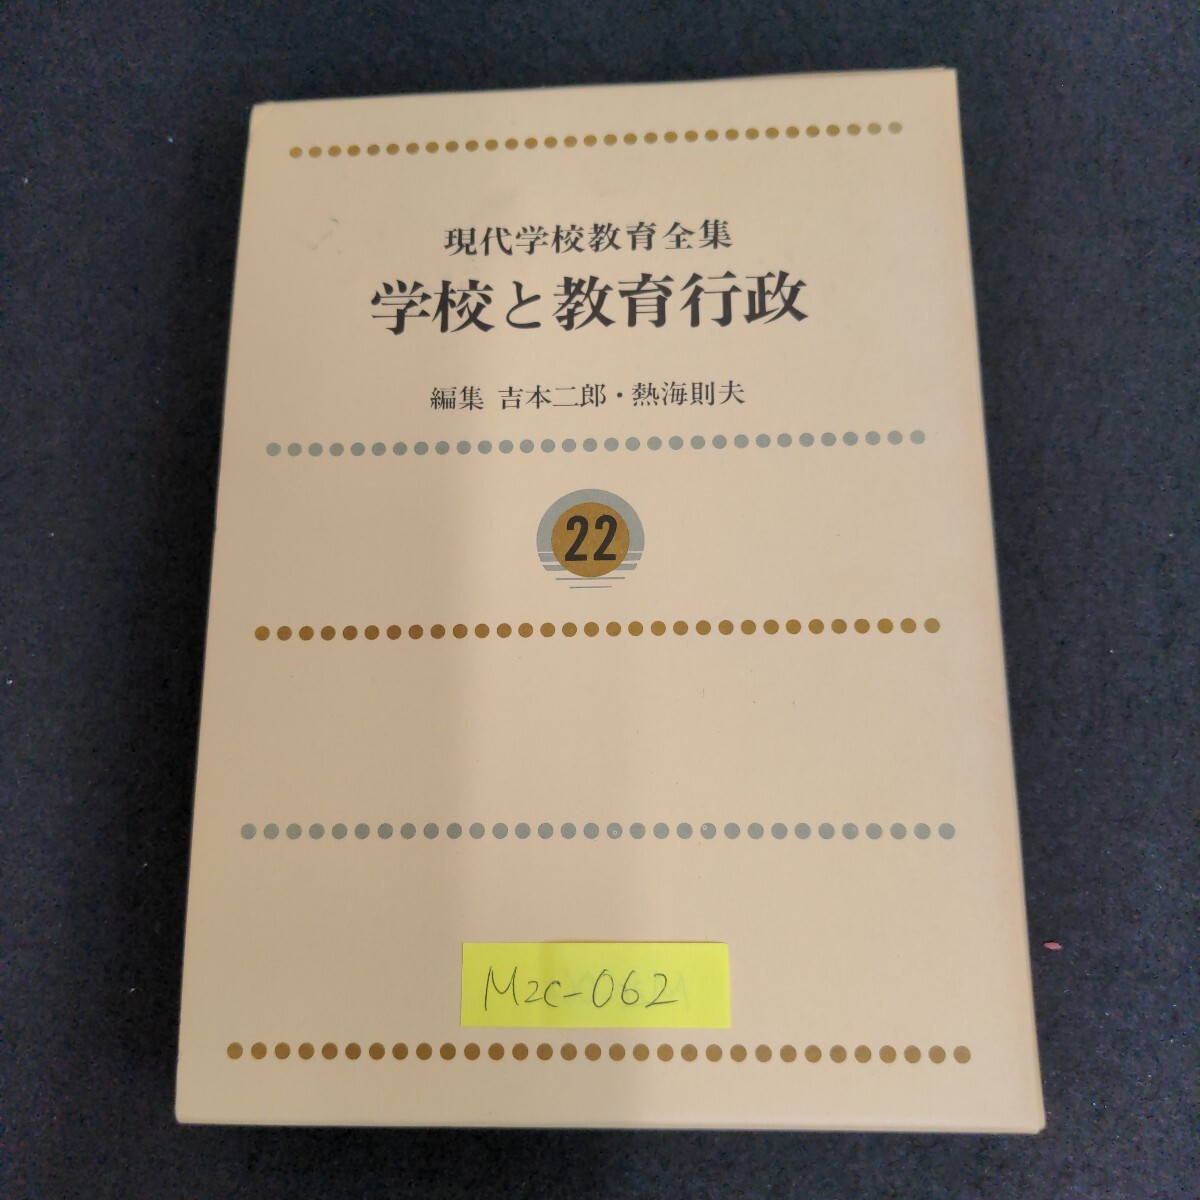 現代学校教育全集
学校と教育行政
編集 吉本二郎・熱海則夫
22
M2C-062